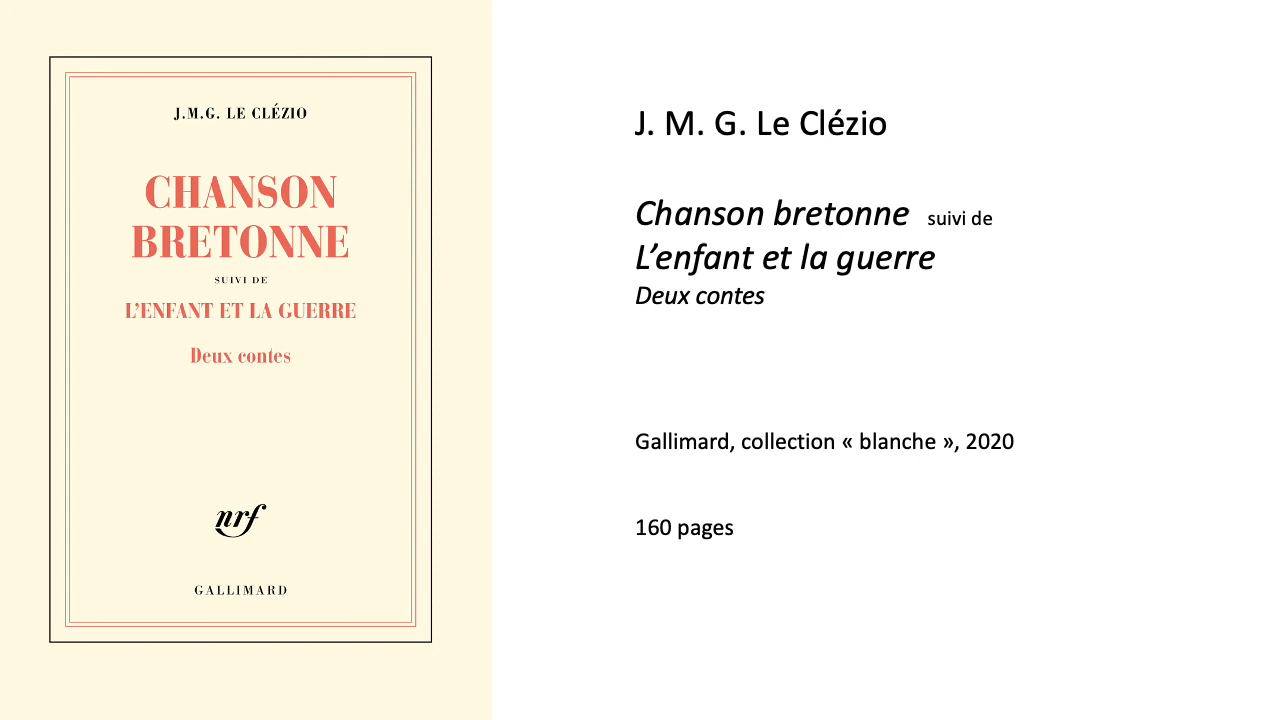 J.M.G. LE CLÉZIO
CHANSON
BRETONNE
SUIVI DE
L'ENFANT ET LA GUERRE
Deux contes
nrf
GALLIMARD
J. M. G. Le Clézio
Chanson bretonne suivi de
L’enfant et la guerre
Deux contes
Gallimard, collection « blanche », 2020
160 pages